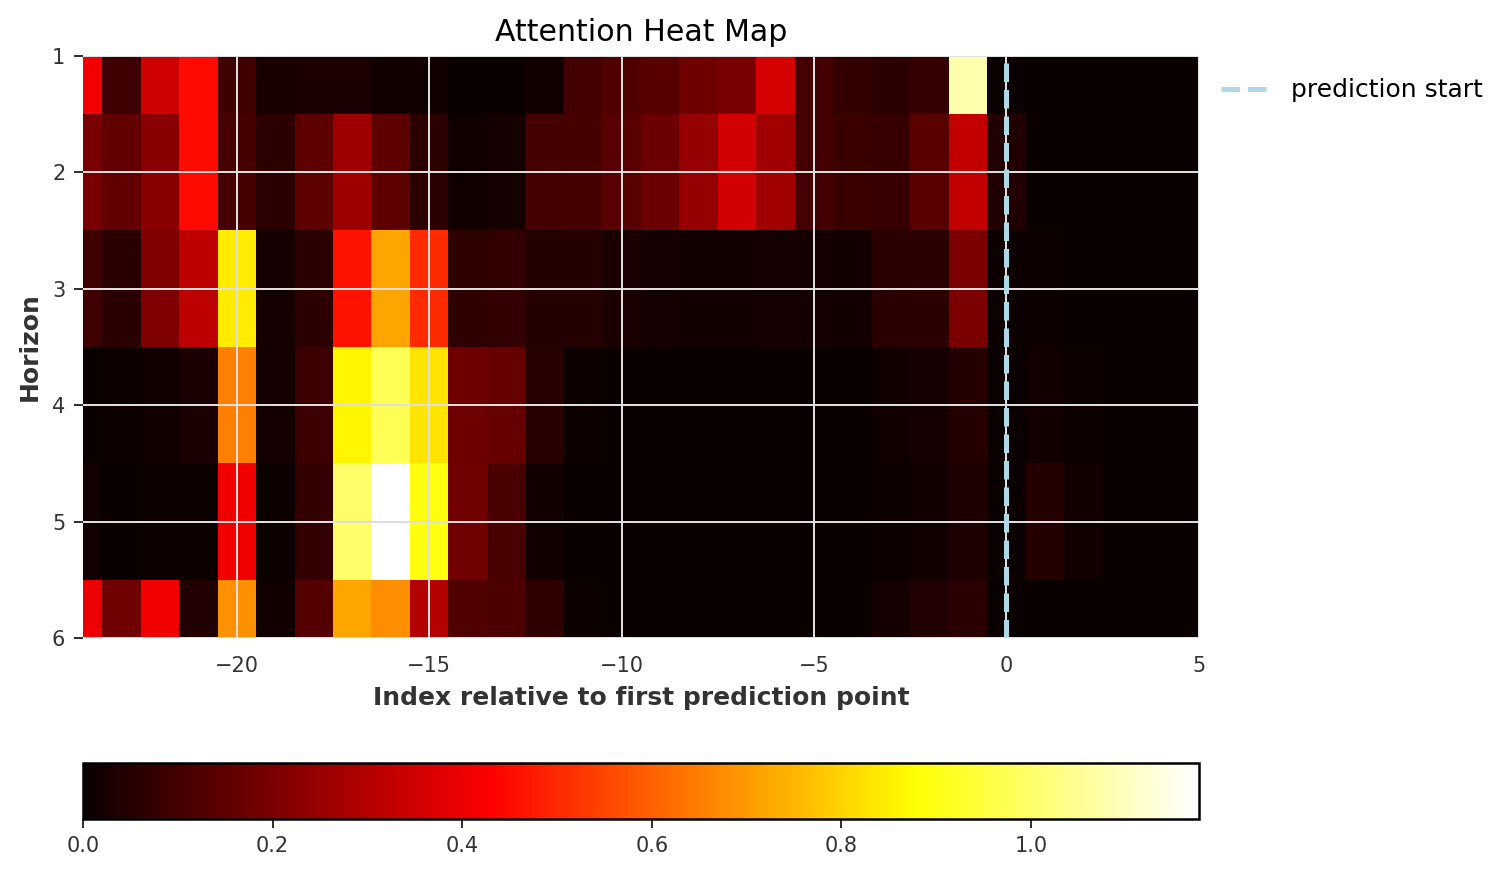 Attention Heat Map
prediction start
1
2
3
4
5
6
Horizon
−20 −15 −10 −5 0 5
Index relative to first prediction point
0.0 0.2 0.4 0.6 0.8 1.0